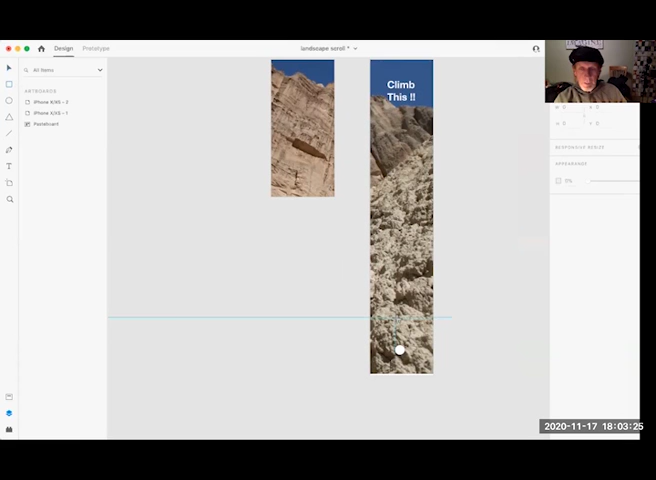 Design
Prototype
landscape scroll *
All Items
ARTBOARDS
iPhone X/XS – 2
iPhone X/XS – 1
Pasteboard
Climb
This !!
RESPONSIVE RESIZE
APPEARANCE
0%
2020-11-17 18:03:25